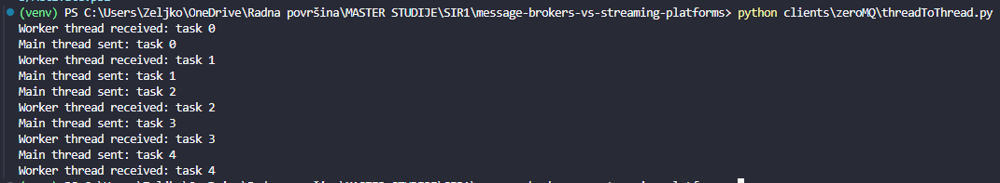 (venv) PS C:\Users\Zeljko\OneDrive\Radna površina\MASTER STUDIJE\SIR1\message-brokers-vs-streaming-platforms> python clients\zeroMQ\threadToThread.py
Worker thread received: task 0
Main thread sent: task 0
Worker thread received: task 1
Main thread sent: task 1
Main thread sent: task 2
Worker thread received: task 2
Main thread sent: task 3
Worker thread received: task 3
Main thread sent: task 4
Worker thread received: task 4